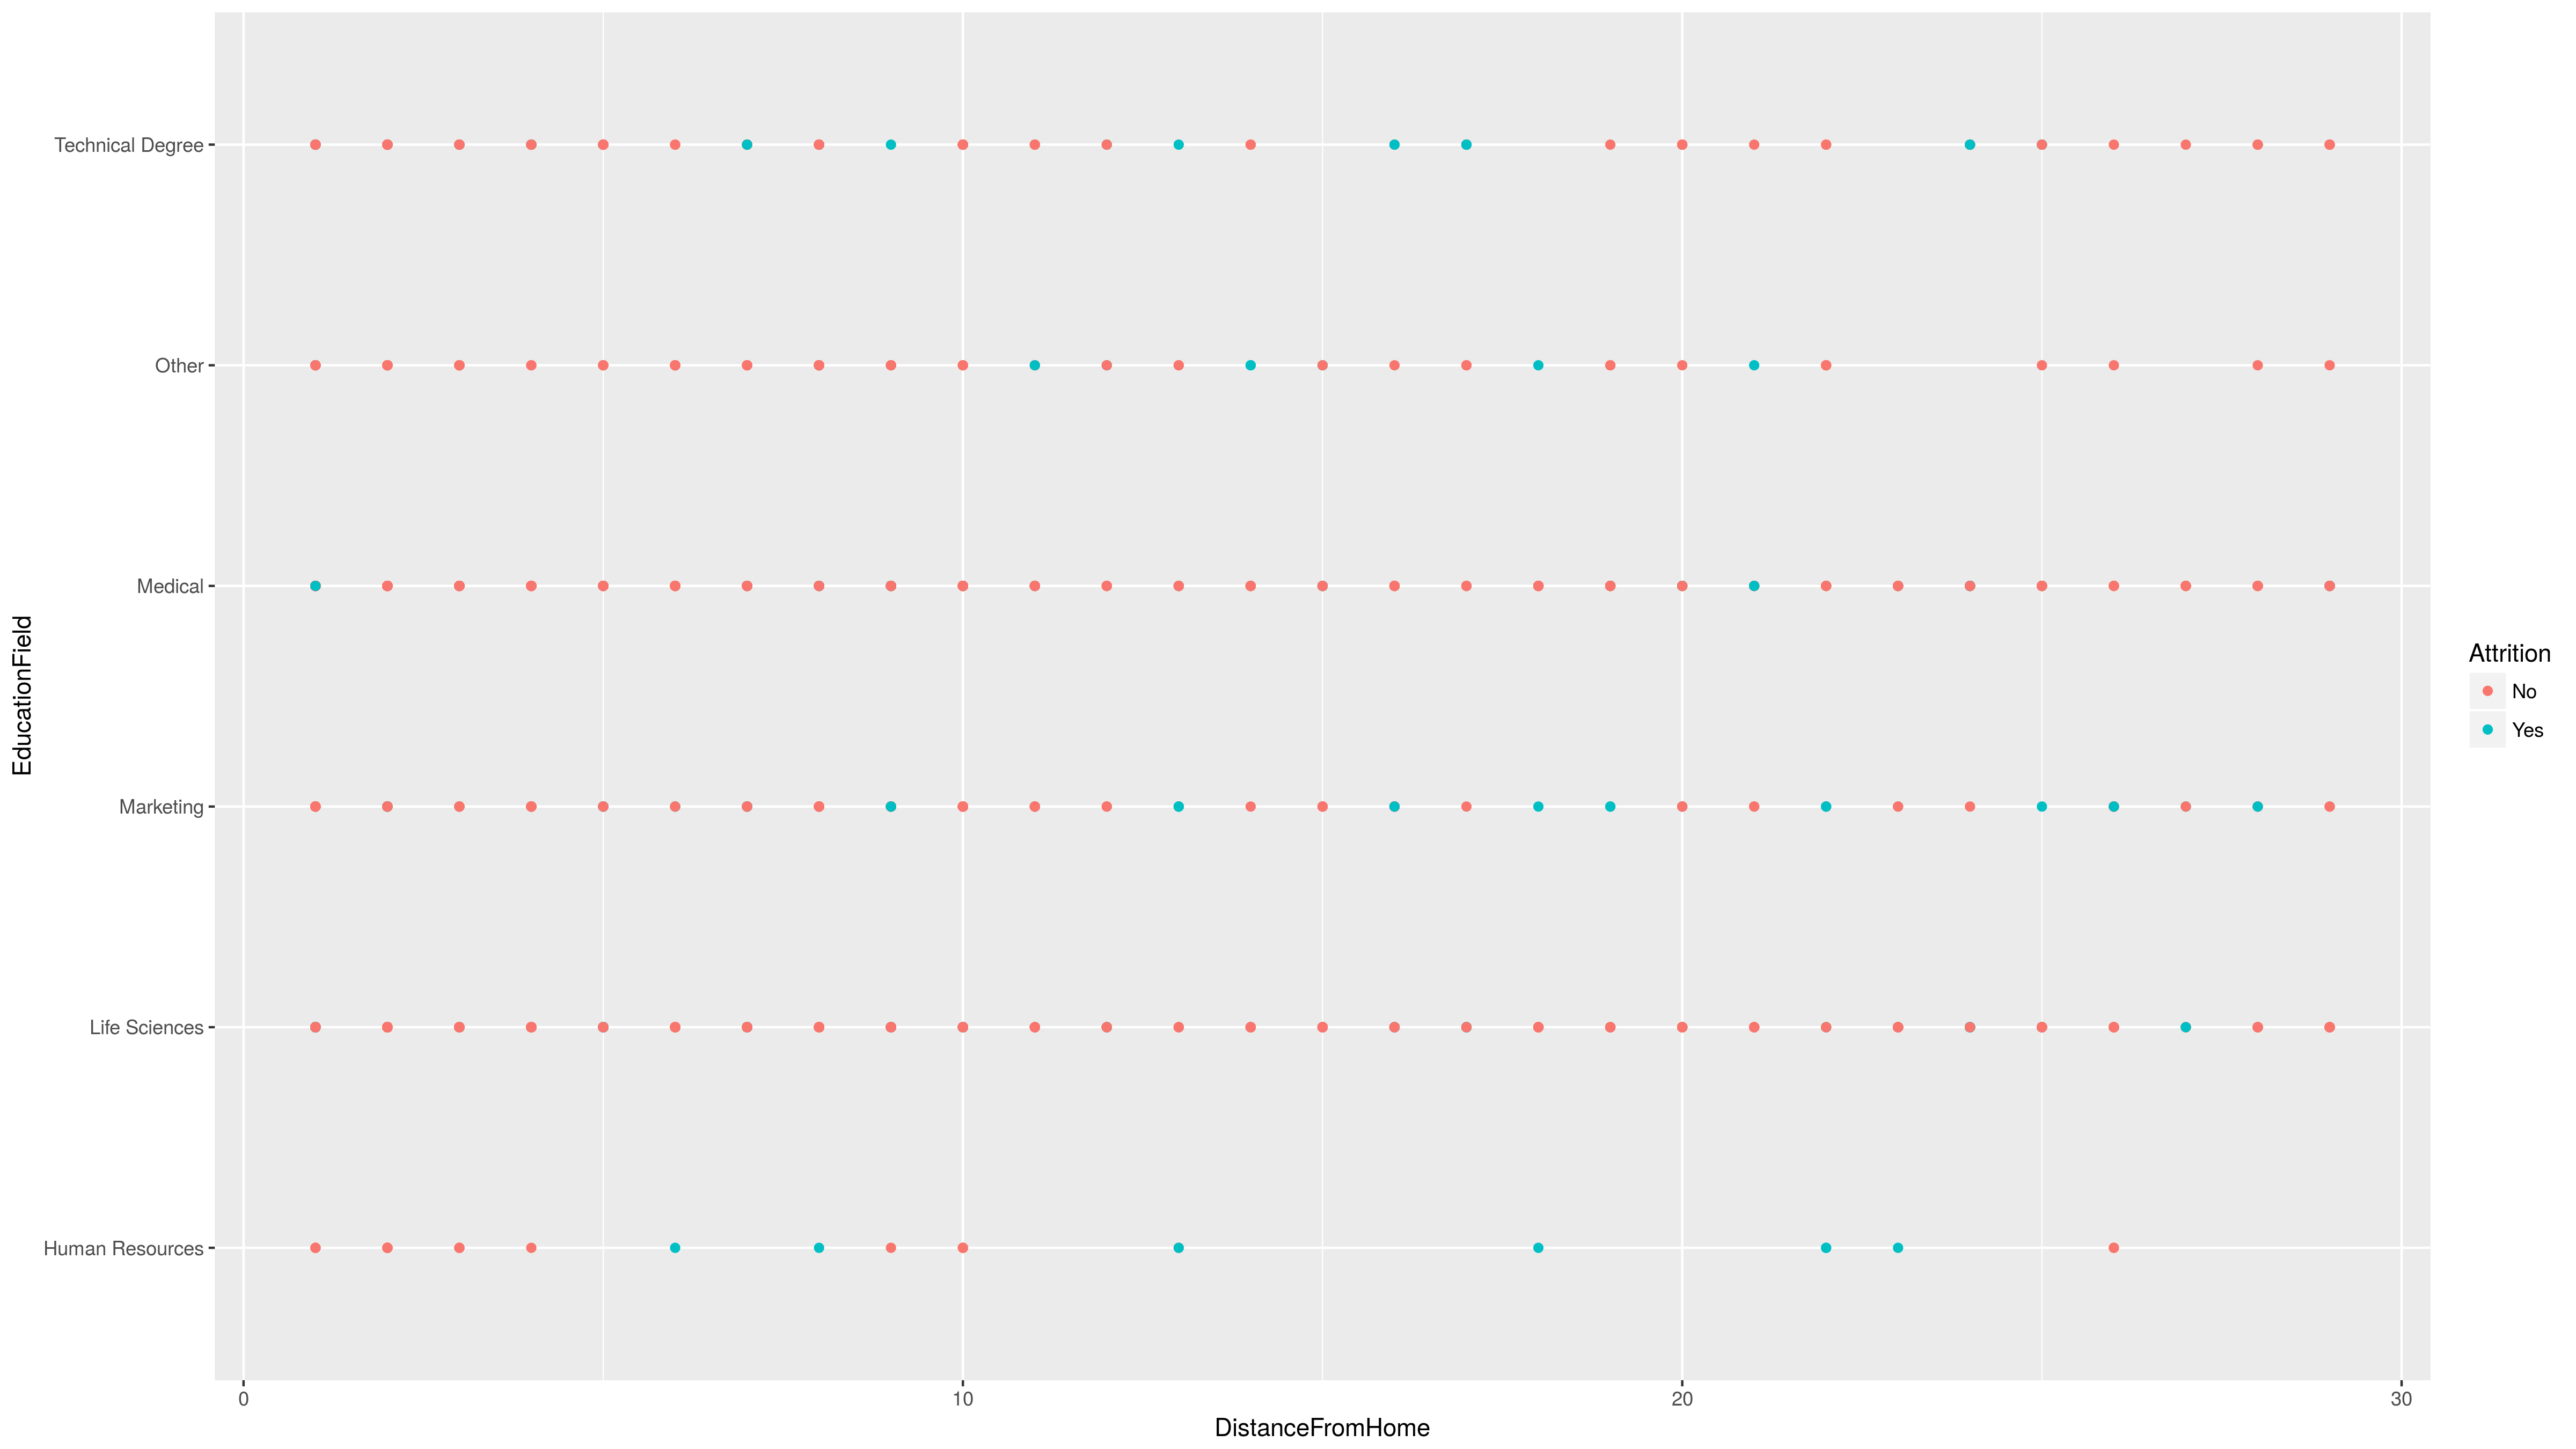 Technical Degree
Other
Medical
Marketing
Life Sciences
Human Resources
EducationField
0
10
20
30
DistanceFromHome
Attrition
No
Yes